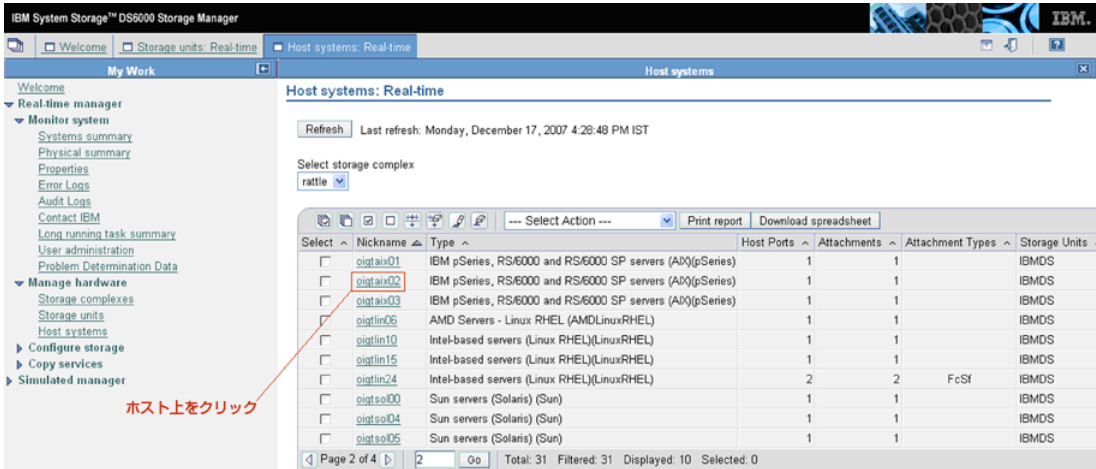 IBM System Storage™ DS6000 Storage Manager
IBM.
Welcome
Storage units: Real-time
Host systems: Real-time
?
My Work
Host systems
Welcome
Real-time manager
Monitor system
Systems summary
Physical summary
Properties
Error Logs
Audit Logs
Contact IBM
Long running task summary
User administration
Problem Determination Data
Manage hardware
Storage complexes
Storage units
Host systems
Configure storage
Copy services
Simulated manager
ホスト上をクリック
Host systems: Real-time
Refresh Last refresh: Monday, December 17, 2007 4:28:48 PM IST
Select storage complex
rattle
--- Select Action --- Print report Download spreadsheet
Select Nickname Type Host Ports Attachments Attachment Types Storage Units
oigtaix01 IBM pSeries, RS/6000 and RS/6000 SP servers (AIX)(pSeries) 1 1 IBMDS
oigtaix02 IBM pSeries, RS/6000 and RS/6000 SP servers (AIX)(pSeries) 1 1 IBMDS
oigtaix03 IBM pSeries, RS/6000 and RS/6000 SP servers (AIX)(pSeries) 1 1 IBMDS
oigtlin06 AMD Servers - Linux RHEL (AMDLinuxRHEL) 1 1 IBMDS
oigtlin10 Intel-based servers (Linux RHEL)(LinuxRHEL) 1 1 IBMDS
oigtlin15 Intel-based servers (Linux RHEL)(LinuxRHEL) 1 1 IBMDS
oigtlin24 Intel-based servers (Linux RHEL)(LinuxRHEL) 2 2 FcSf IBMDS
oigtsol00 Sun servers (Solaris) (Sun) 1 1 IBMDS
oigtsol04 Sun servers (Solaris) (Sun) 1 1 IBMDS
oigtsol05 Sun servers (Solaris) (Sun) 1 1 IBMDS
Page 2 of 4 2 Go Total: 31 Filtered: 31 Displayed: 10 Selected: 0